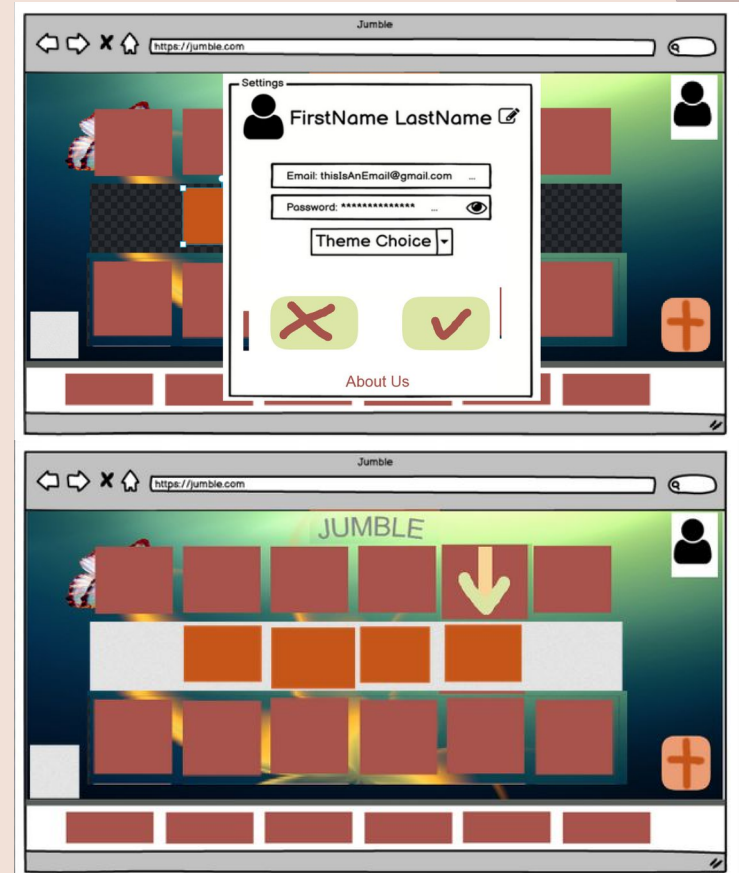 Jumble
https://jumble.com
Settings
FirstName LastName
Email: thisIsAnEmail@gmail.com ...
Password: ************** ...
Theme Choice
About Us
Jumble
https://jumble.com
JUMBLE